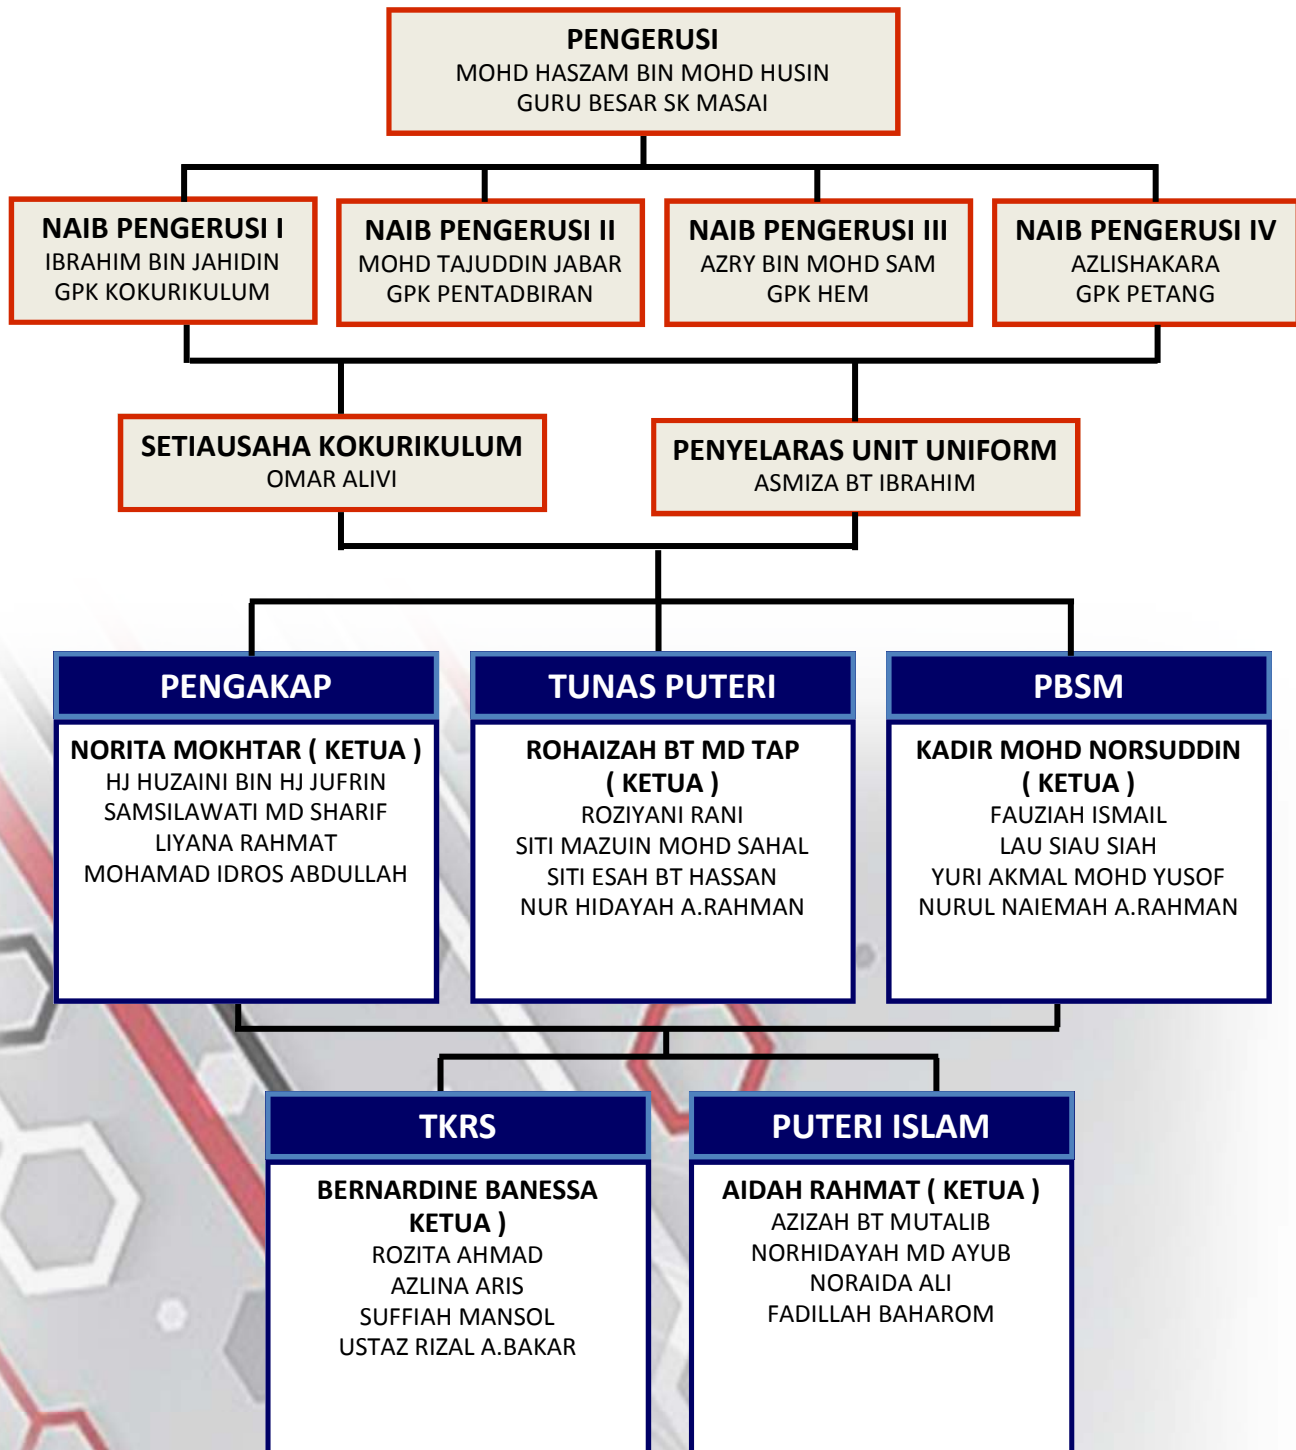 PENGERUSI
MOHD HASZAM BIN MOHD HUSIN
GURU BESAR SK MASAI
NAIB PENGERUSI I
IBRAHIM BIN JAHIDIN
GPK KOKURIKULUM
NAIB PENGERUSI II
MOHD TAJUDDIN JABAR
GPK PENTADBIRAN
NAIB PENGERUSI III
AZRY BIN MOHD SAM
GPK HEM
NAIB PENGERUSI IV
AZLISHAKARA
GPK PETANG
SETIAUSAHA KOKURIKULUM
OMAR ALIVI
PENYELARAS UNIT UNIFORM
ASMIZA BT IBRAHIM
PENGAKAP
NORITA MOKHTAR ( KETUA )
HJ HUZAINI BIN HJ JUFRIN
SAMSILAWATI MD SHARIF
LIYANA RAHMAT
MOHAMAD IDROS ABDULLAH
TUNAS PUTERI
ROHAIZAH BT MD TAP
( KETUA )
ROZIYANI RANI
SITI MAZUIN MOHD SAHAL
SITI ESAH BT HASSAN
NUR HIDAYAH A.RAHMAN
PBSM
KADIR MOHD NORSUDDIN
( KETUA )
FAUZIAH ISMAIL
LAU SIAU SIAH
YURI AKMAL MOHD YUSOF
NURUL NAIEMAH A.RAHMAN
TKRS
BERNARDINE BANESSA
KETUA )
ROZITA AHMAD
AZLINA ARIS
SUFFIAH MANSOL
USTAZ RIZAL A.BAKAR
PUTERI ISLAM
AIDAH RAHMAT ( KETUA )
AZIZAH BT MUTALIB
NORHIDAYAH MD AYUB
NORAIDA ALI
FADILLAH BAHAROM